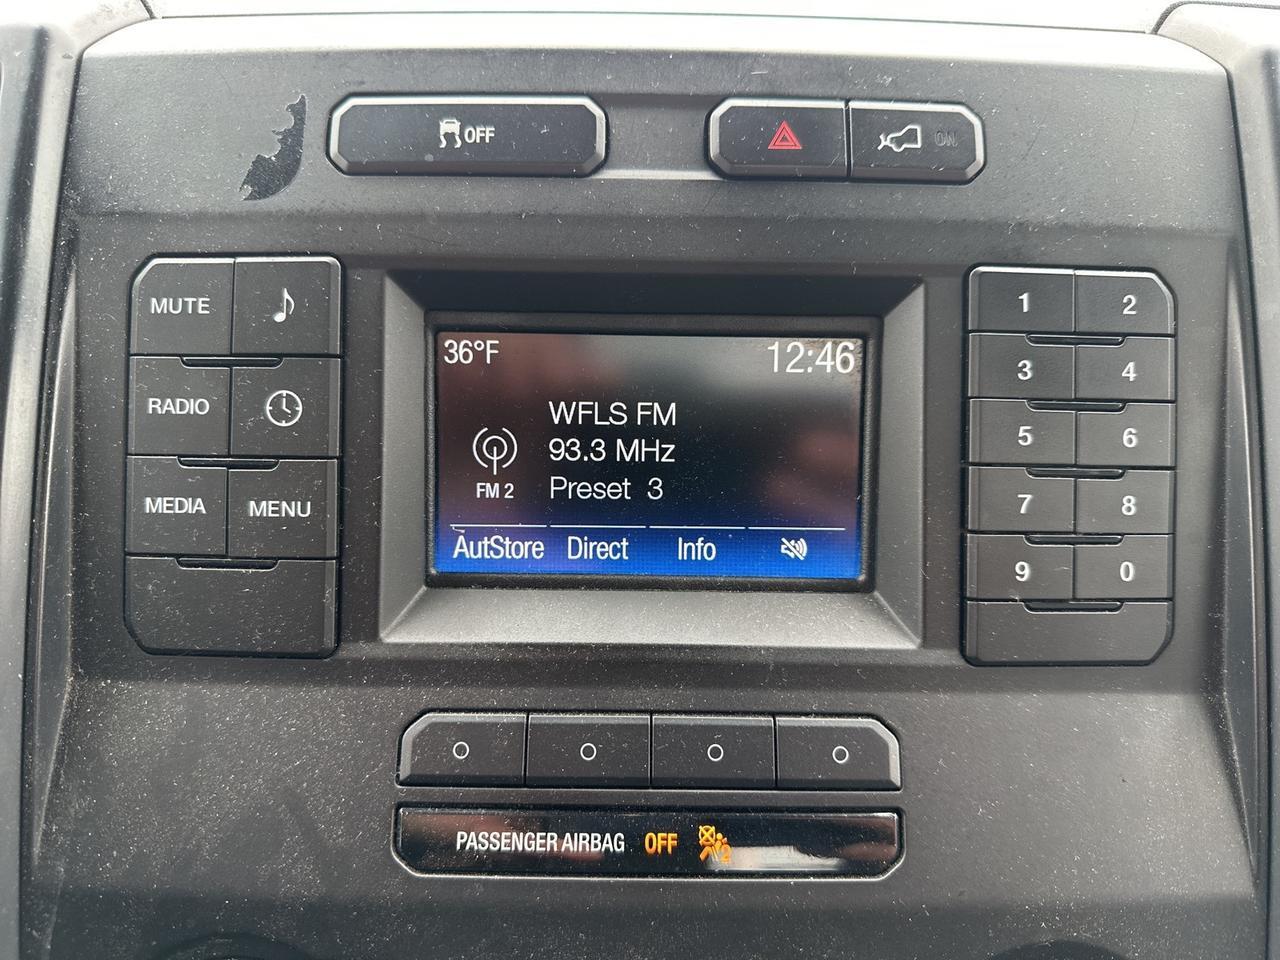 OFF
ON
MUTE
RADIO
MEDIA
MENU
36°F
12:46
WFLS FM
93.3 MHz
FM 2
Preset 3
AutStore Direct Info
1 2
3 4
5 6
7 8
9 0
PASSENGER AIRBAG OFF
2